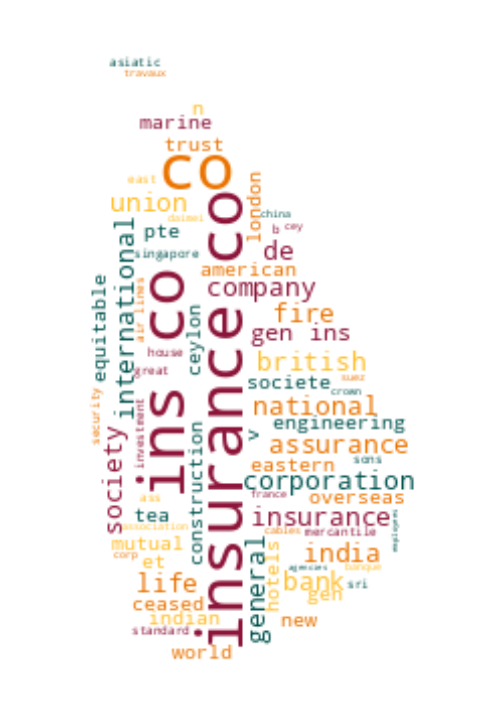 asiatic
travaux
n
marine
trust
co
east
union
daimei
london
china
b
cey
pte
de
singapore
american
international
insurance co
company
equitable
air lines
ins co
ceylon
fire
gen ins
house
british
great
societe
suez
crown
security
investment
national
engineering
v
assurance
society
construction
eastern
sons
corporation
ass
france
overseas
tea
insurance
employees
association
cables
mercantile
mutual
india
corp
et
general
hotels
agencies
banque
life
bank
sri
gen
ceased
indian
new
standard
world